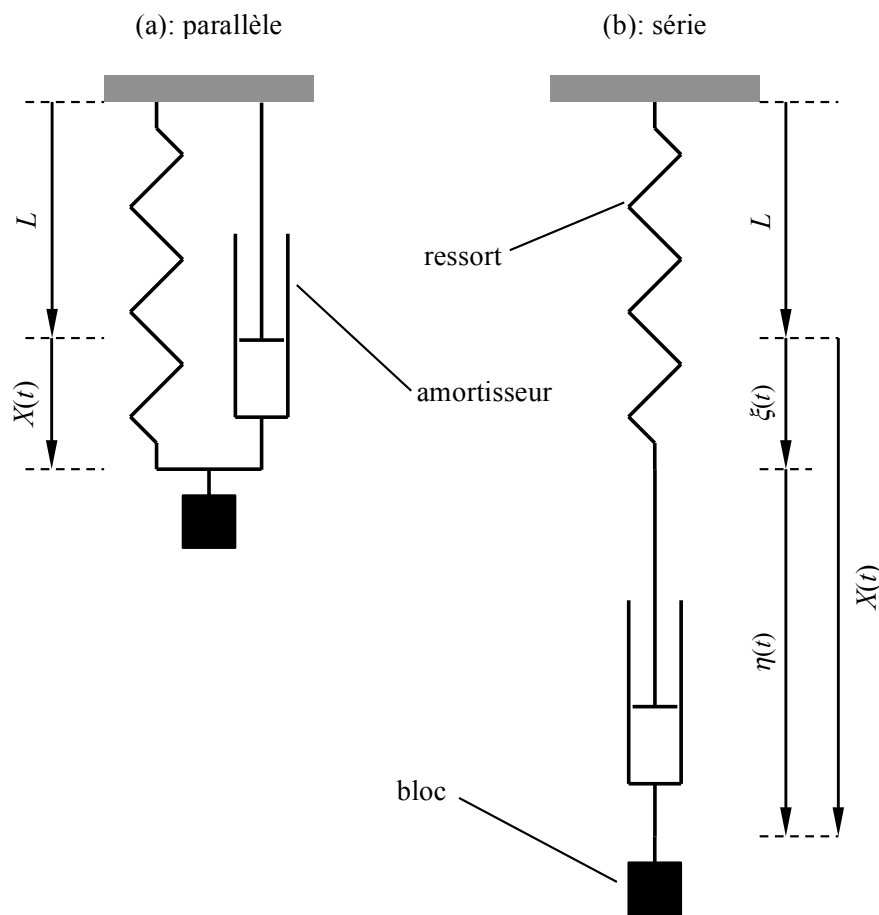 (a): parallèle
(b): série
L
X(t)
ressort
amortisseur
L
ξ(t)
X(t)
η(t)
bloc